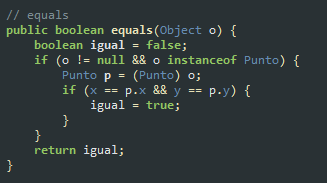 // equals
public boolean equals(Object o) {
    boolean igual = false;
    if (o != null && o instanceof Punto) {
        Punto p = (Punto) o;
        if (x == p.x && y == p.y) {
            igual = true;
        }
    }
    return igual;
}